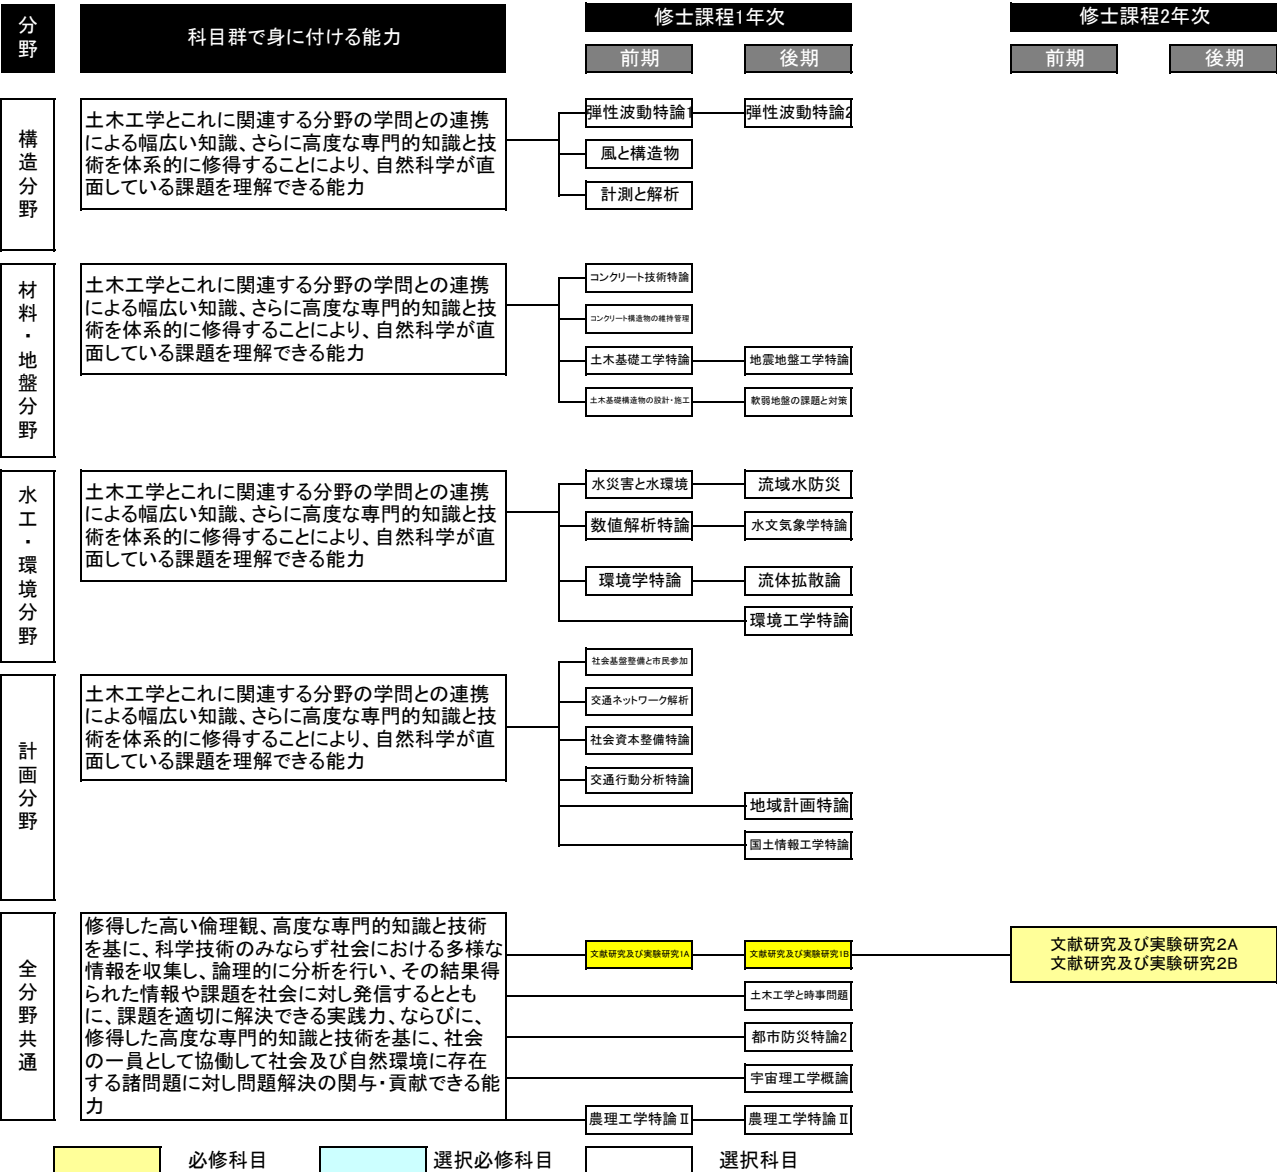 分野
科目群で身に付ける能力
修士課程1年次
修士課程2年次
前期
後期
前期
後期
構造分野
土木工学とこれに関連する分野の学問との連携
による幅広い知識、さらに高度な専門的知識と技
術を体系的に修得することにより、自然科学が直
面している課題を理解できる能力
弾性波動特論1
弾性波動特論2
風と構造物
計測と解析
材料・地盤分野
土木工学とこれに関連する分野の学問との連携
による幅広い知識、さらに高度な専門的知識と技
術を体系的に修得することにより、自然科学が直
面している課題を理解できる能力
コンクリート技術特論
コンクリート構造物の維持管理
土木基礎工学特論
地震地盤工学特論
土木基礎構造物の設計・施工
軟弱地盤の課題と対策
水工・環境分野
土木工学とこれに関連する分野の学問との連携
による幅広い知識、さらに高度な専門的知識と技
術を体系的に修得することにより、自然科学が直
面している課題を理解できる能力
水災害と水環境
流域水防災
数値解析特論
水文気象学特論
環境学特論
流体拡散論
環境工学特論
計画分野
土木工学とこれに関連する分野の学問との連携
による幅広い知識、さらに高度な専門的知識と技
術を体系的に修得することにより、自然科学が直
面している課題を理解できる能力
社会基盤整備と市民参加
交通ネットワーク解析
社会資本整備特論
交通行動分析特論
地域計画特論
国土情報工学特論
全分野共通
修得した高い倫理観、高度な専門的知識と技術
を基に、科学技術のみならず社会における多様な
情報を収集し、論理的に分析を行い、その結果得
られた情報や課題を社会に対し発信するととも
に、課題を適切に解決できる実践力、ならびに、
修得した高度な専門的知識と技術を基に、社会
の一員として協働して社会及び自然環境に存在
する諸問題に対し問題解決の関与・貢献できる能
力
文献研究及び実験研究1A
文献研究及び実験研究1B
文献研究及び実験研究2A
文献研究及び実験研究2B
土木工学と時事問題
都市防災特論2
宇宙理工学概論
農理工学特論Ⅱ
農理工学特論Ⅱ
必修科目
選択必修科目
選択科目